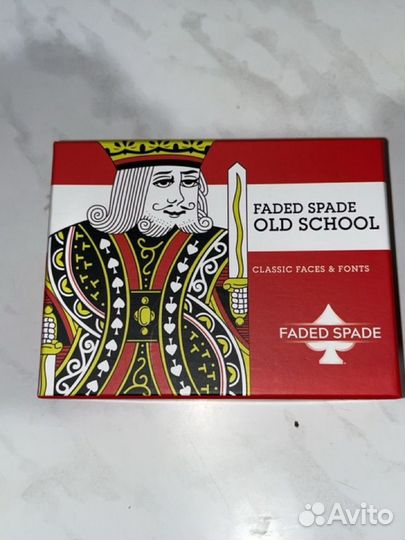 FADED SPADE
OLD SCHOOL
CLASSIC FACES & FONTS
FADED SPADE
Avito